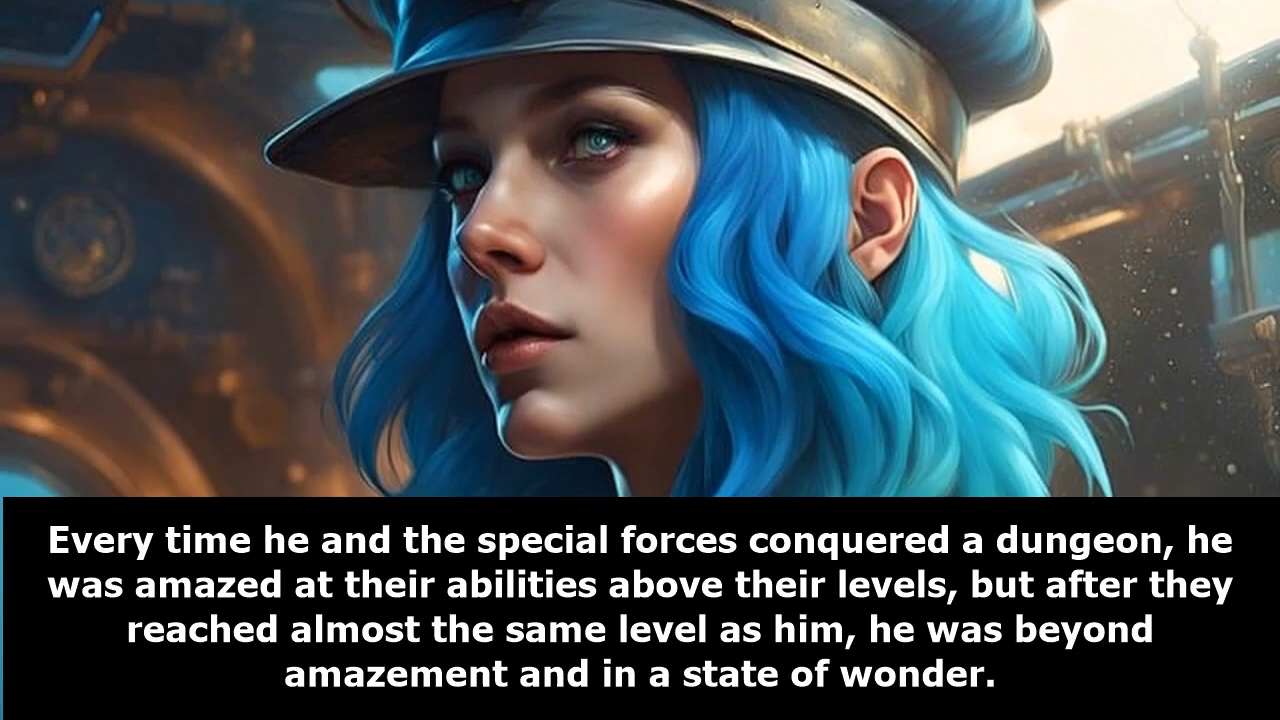 Every time he and the special forces conquered a dungeon, he
was amazed at their abilities above their levels, but after they
reached almost the same level as him, he was beyond
amazement and in a state of wonder.